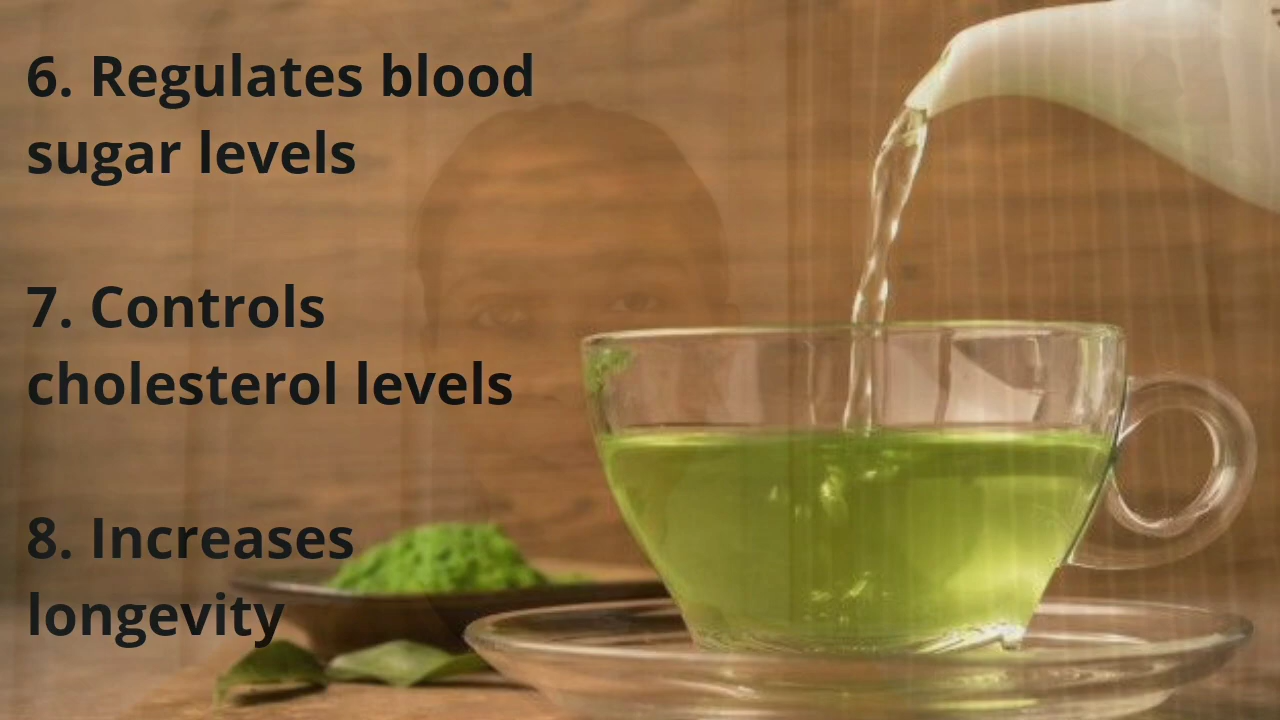 6. Regulates blood
sugar levels
7. Controls
cholesterol levels
8. Increases
longevity